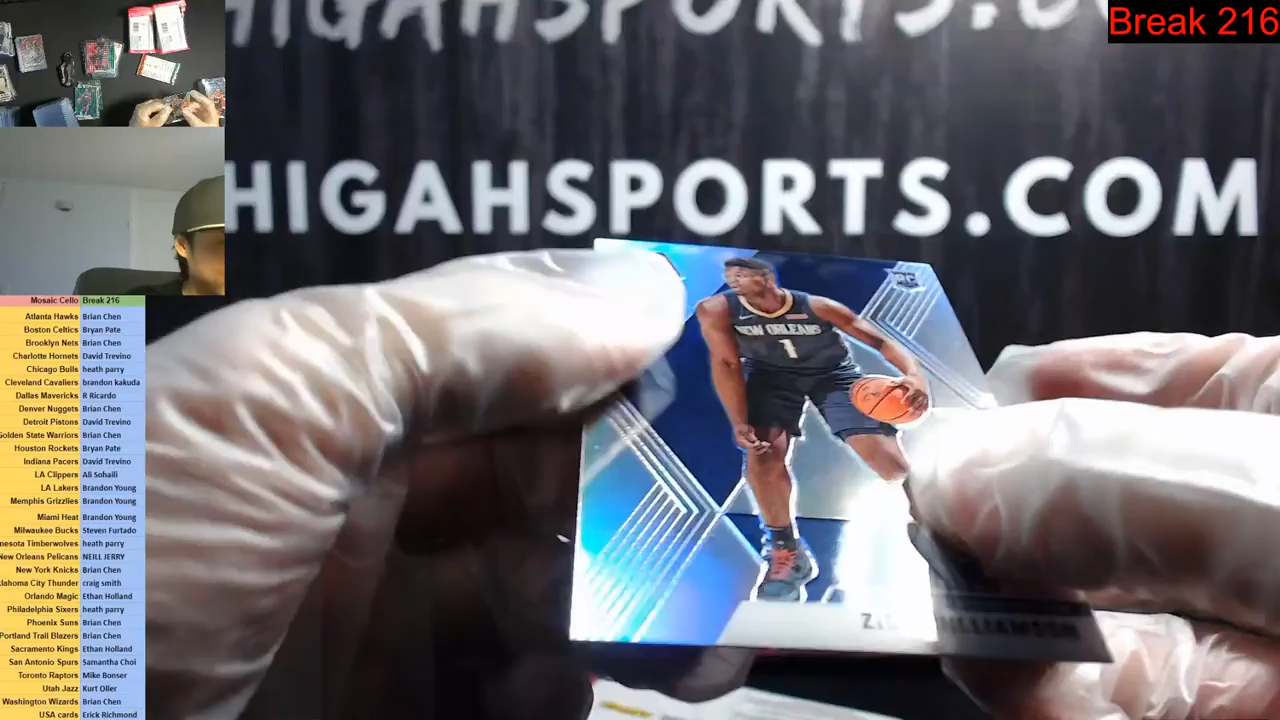 HIGAHSPORTS.CO
Break 216
HIGAHSPORTS.COM
RC
NEW ORLEANS
1
WILLIAMSON
Mosaic Cello Break 216
Atlanta Hawks Brian Chen
Boston Celtics Bryan Pate
Brooklyn Nets Brian Chen
Charlotte Hornets David Trevino
Chicago Bulls heath parry
Cleveland Cavaliers brandon kakuda
Dallas Mavericks R Ricardo
Denver Nuggets Brian Chen
Detroit Pistons David Trevino
Golden State Warriors Brian Chen
Houston Rockets Bryan Pate
Indiana Pacers David Trevino
LA Clippers Ali Sohaili
LA Lakers Brandon Young
Memphis Grizzlies Brandon Young
Miami Heat Brandon Young
Milwaukee Bucks Steven Furtado
nesota Timberwolves heath parry
New Orleans Pelicans NEILL JERRY
New York Knicks Brian Chen
klahoma City Thunder craig smith
Orlando Magic Ethan Holland
Philadelphia Sixers heath parry
Phoenix Suns Brian Chen
Portland Trail Blazers Brian Chen
Sacramento Kings Ethan Holland
San Antonio Spurs Samantha Choi
Toronto Raptors Mike Bonser
Utah Jazz Kurt Oller
Washington Wizards Brian Chen
USA cards Erick Richmond